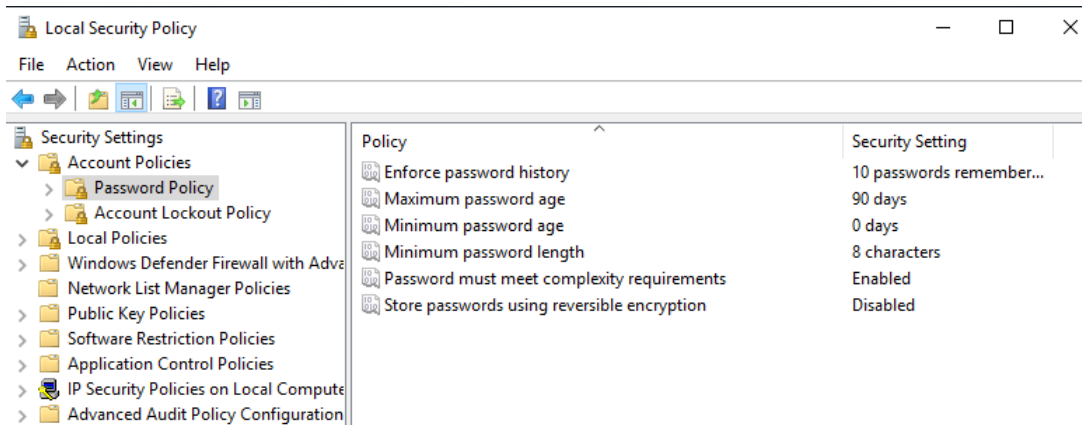 Local Security Policy
File Action View Help
Security Settings
Account Policies
Password Policy
Account Lockout Policy
Local Policies
Windows Defender Firewall with Adva
Network List Manager Policies
Public Key Policies
Software Restriction Policies
Application Control Policies
IP Security Policies on Local Compute
Advanced Audit Policy Configuration
Policy Security Setting
Enforce password history 10 passwords remember...
Maximum password age 90 days
Minimum password age 0 days
Minimum password length 8 characters
Password must meet complexity requirements Enabled
Store passwords using reversible encryption Disabled